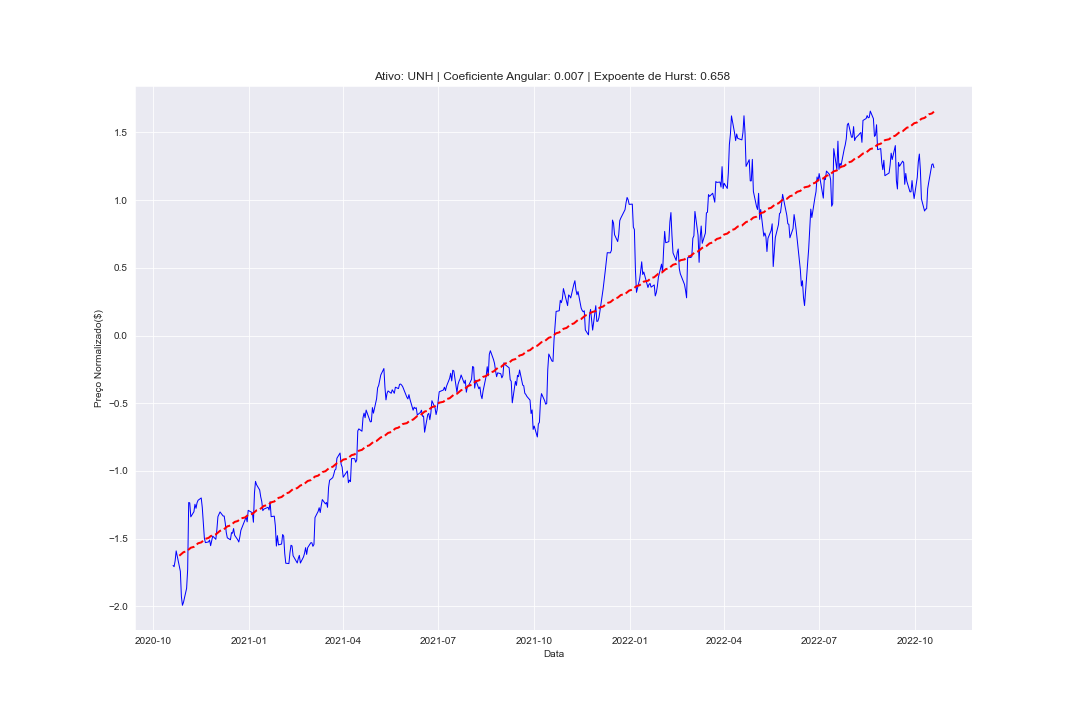 Ativo: UNH | Coeficiente Angular: 0.007 | Expoente de Hurst: 0.658
Preço Normalizado($)
1.5
1.0
0.5
0.0
−0.5
−1.0
−1.5
−2.0
2020-10 2021-01 2021-04 2021-07 2021-10 2022-01 2022-04 2022-07 2022-10
Data